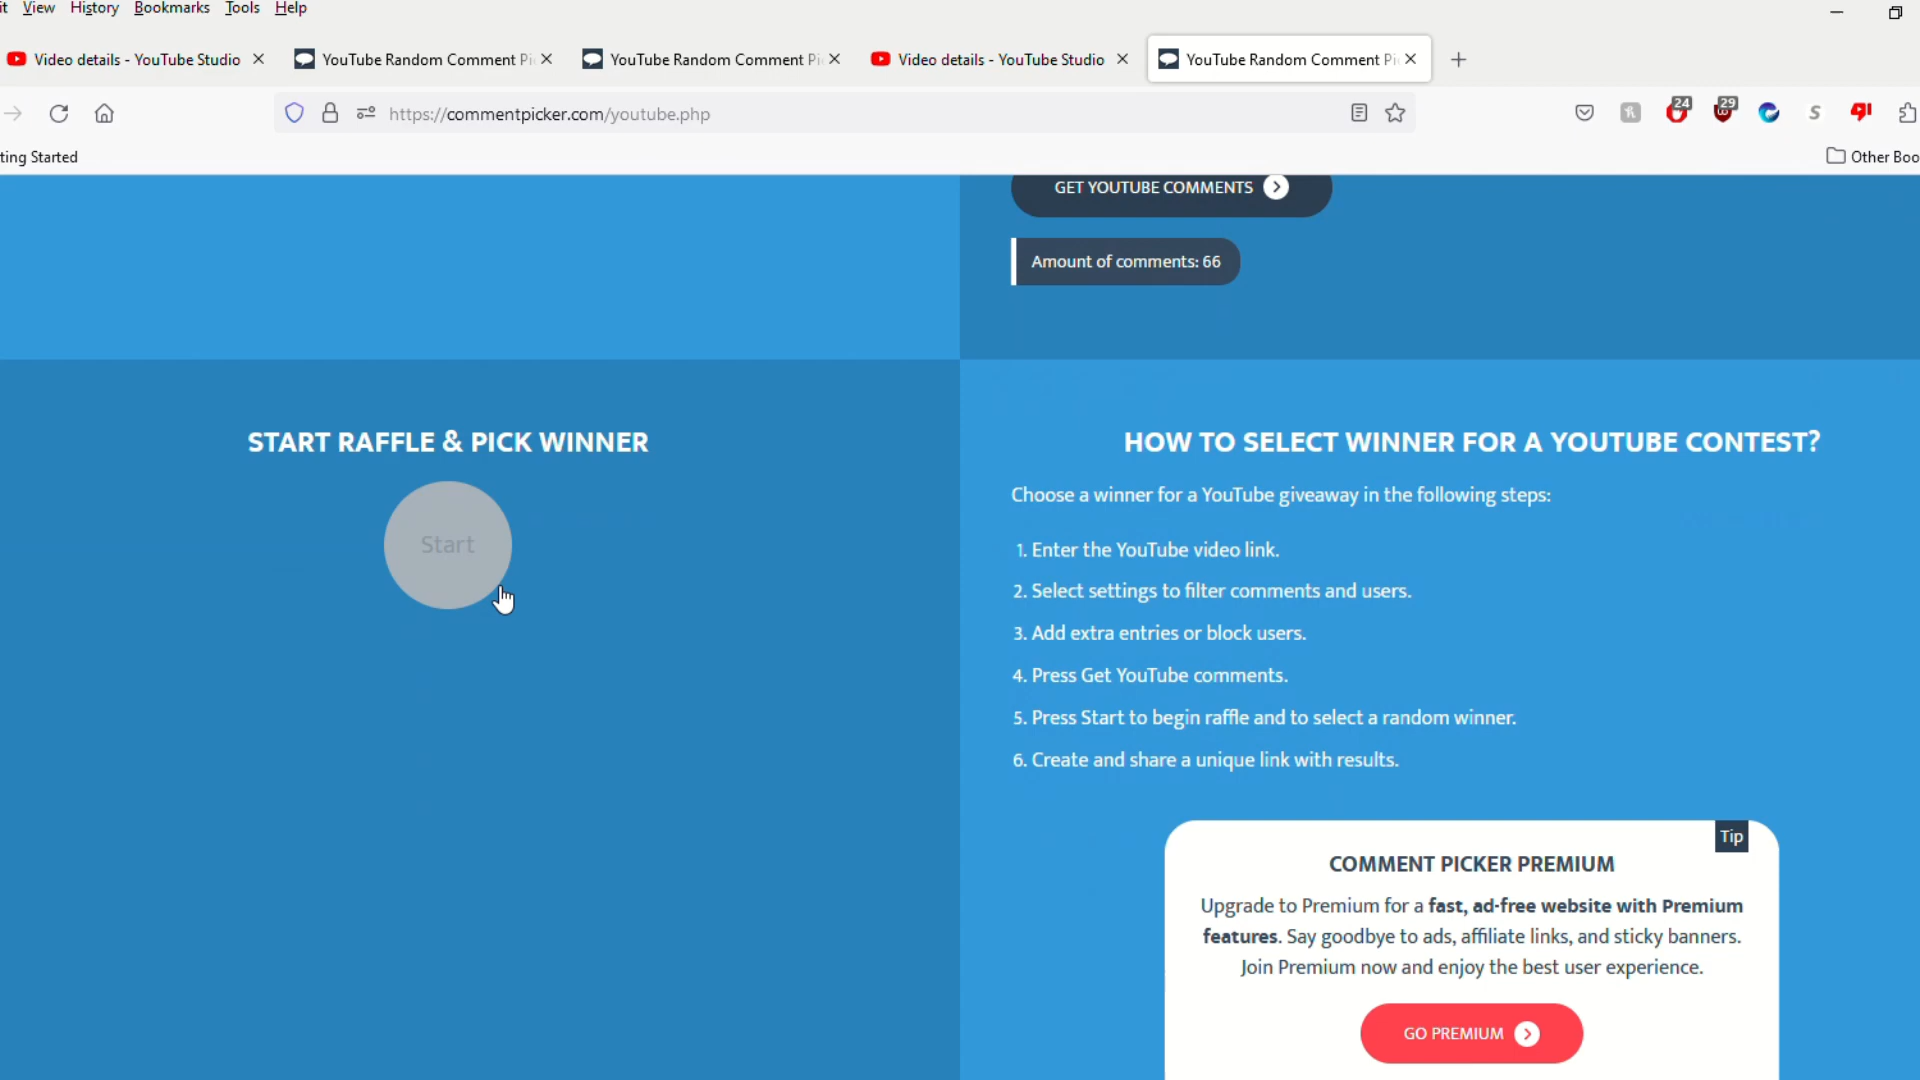 it View History Bookmarks Tools Help
Video details - YouTube Studio YouTube Random Comment Pi YouTube Random Comment Pi Video details - YouTube Studio YouTube Random Comment Pi
https://commentpicker.com/youtube.php 24 29
ting Started Other Boo
GET YOUTUBE COMMENTS
Amount of comments: 66
START RAFFLE & PICK WINNER
Start
HOW TO SELECT WINNER FOR A YOUTUBE CONTEST?
Choose a winner for a YouTube giveaway in the following steps:
1. Enter the YouTube video link.
2. Select settings to filter comments and users.
3. Add extra entries or block users.
4. Press Get YouTube comments.
5. Press Start to begin raffle and to select a random winner.
6. Create and share a unique link with results.
Tip
COMMENT PICKER PREMIUM
Upgrade to Premium for a fast, ad-free website with Premium
features. Say goodbye to ads, affiliate links, and sticky banners.
Join Premium now and enjoy the best user experience.
GO PREMIUM